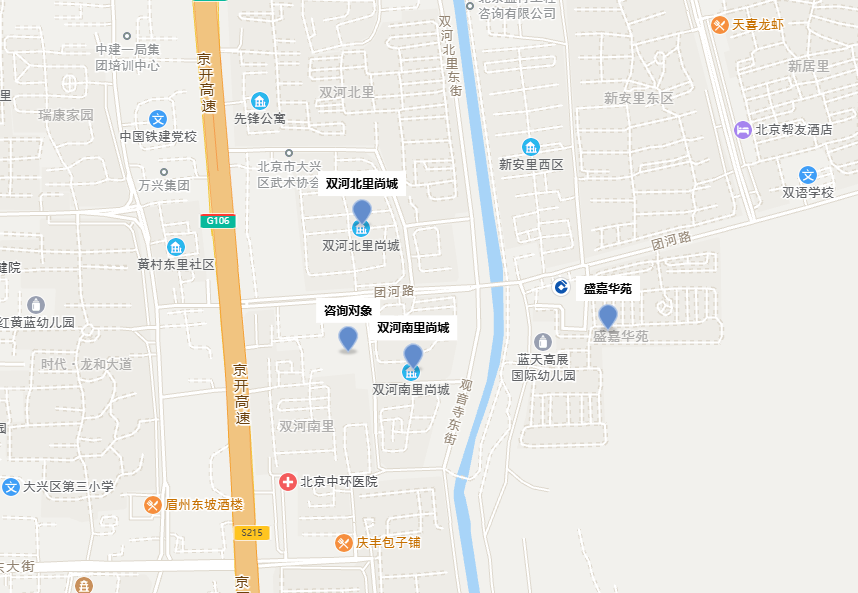 咨询有限公司
天喜龙虾
双河北里东街
中建一局集
团培训中心
京开高速
新居里
里
双河北里
新安里东区
瑞康家园
先锋公寓
中国铁建党校
北京帮友酒店
新安里西区
北京市大兴
区武术协会
双河北里尚城
万兴集团
双语学校
G106
双河北里尚城
团河路
黄村东里社区
健院
团河路
盛嘉华苑
咨询对象
红黄蓝幼儿园
双河南里尚城
盛嘉华苑
蓝天高展
国际幼儿园
时代·龙和大道
京开高速
双河南里尚城
观音寺东街
双河南里
园
北京中环医院
大兴区第三小学
眉州东坡酒楼
S215
庆丰包子铺
大街
京